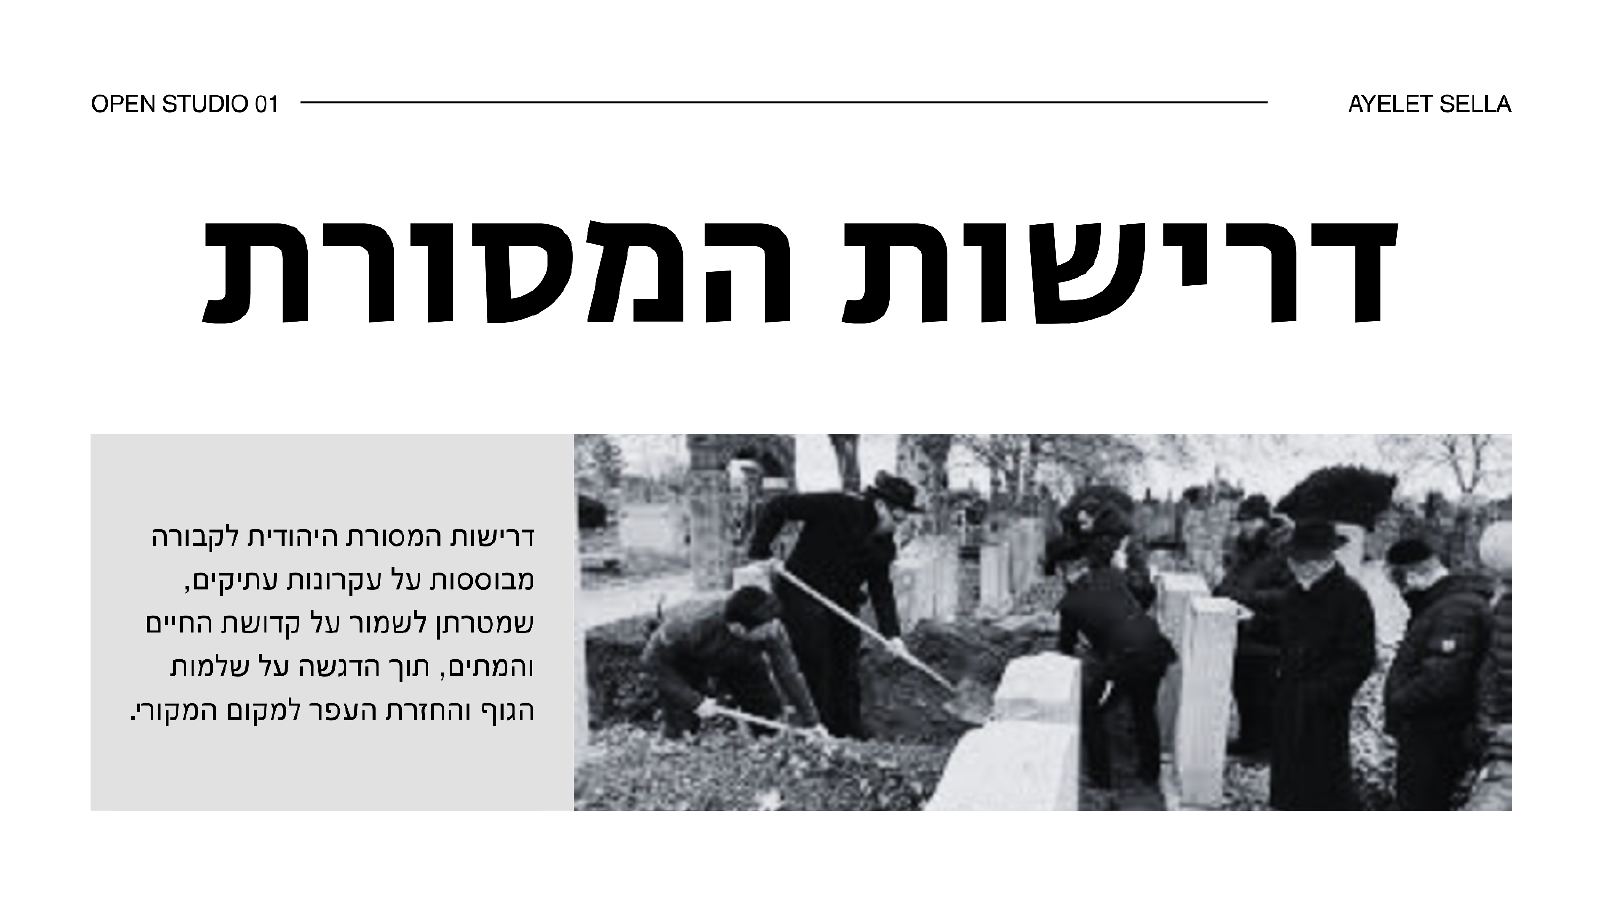 OPEN STUDIO 01
AYELET SELLA
דרישות המסורת
דרישות המסורת היהודית לקבורה
מבוססות על עקרונות עתיקים,
שמטרתן לשמור על קדושת החיים
והמתים, תוך הדגשה על שלמות
הגוף והחזרת העפר למקום המקורי.